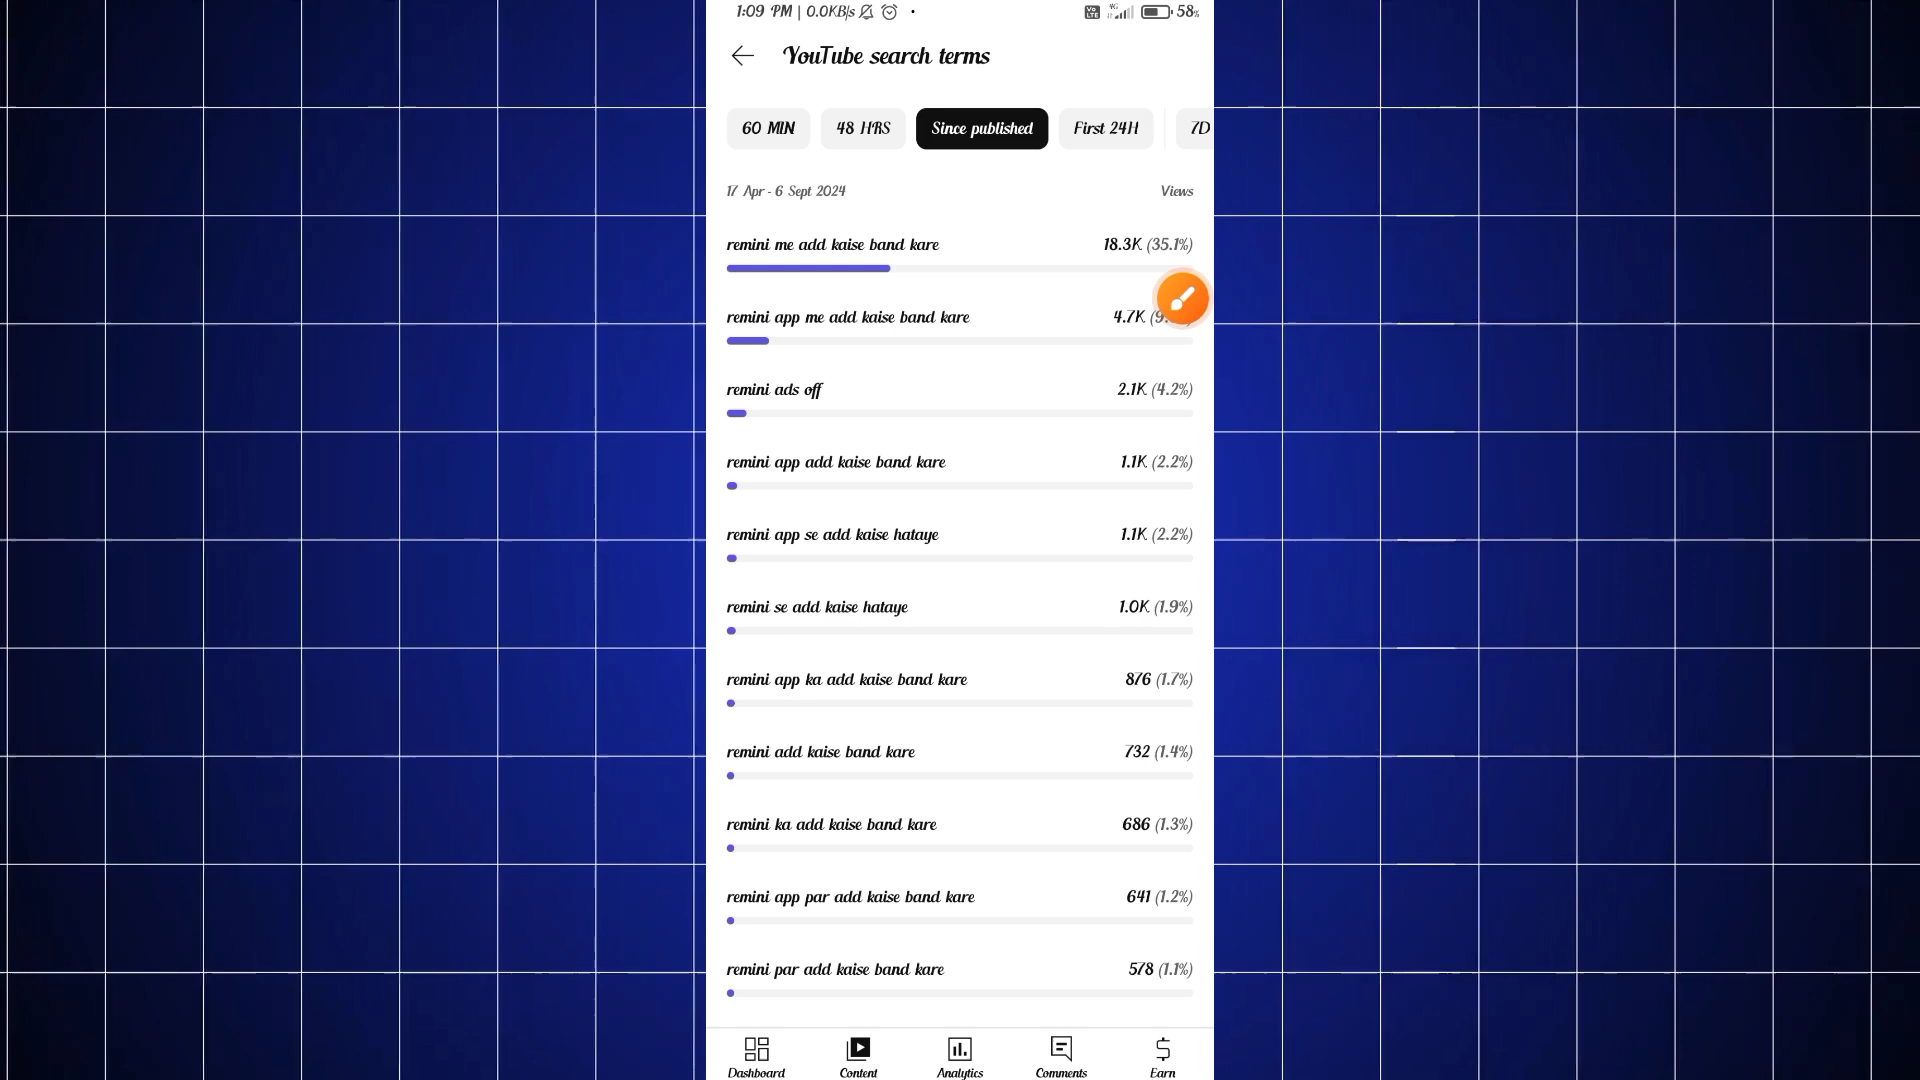 1:09 PM | 0.0KB/s
Vo LTE 4G 58%
YouTube search terms
60 MIN 48 HRS Since published First 24H 7D
17 Apr - 6 Sept 2024 Views
remini me add kaise band kare 18.3K (35.1%)
remini app me add kaise band kare 4.7K (9.
remini ads off 2.1K (4.2%)
remini app add kaise band kare 1.1K (2.2%)
remini app se add kaise hataye 1.1K (2.2%)
remini se add kaise hataye 1.0K (1.9%)
remini app ka add kaise band kare 876 (1.7%)
remini add kaise band kare 732 (1.4%)
remini ka add kaise band kare 686 (1.3%)
remini app par add kaise band kare 641 (1.2%)
remini par add kaise band kare 578 (1.1%)
Dashboard Content Analytics Comments Earn